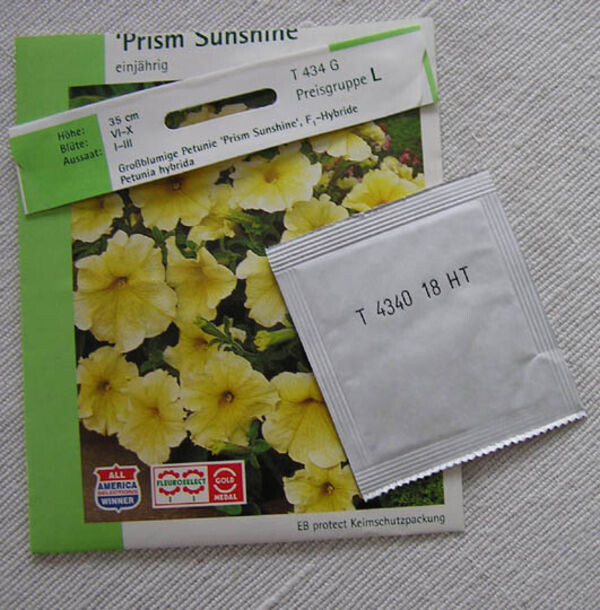 'Prism Sunshine'
einjährig
T 434 G
Preisgruppe L
Höhe: 35 cm
Blüte: VI-X
Aussaat: I-III
Großblumige Petunie 'Prism Sunshine', F1-Hybride
Petunia hybrida
T 4340 18 HT
ALL
AMERICA
SELECTIONS
WINNER
FLEUROSELECT
GOLD
MEDAL
EB protect Keimschutzpackung